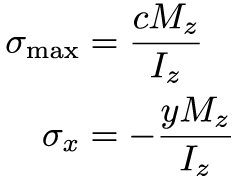 σ_max = cM_z / I_z
σ_x = −yM_z / I_z